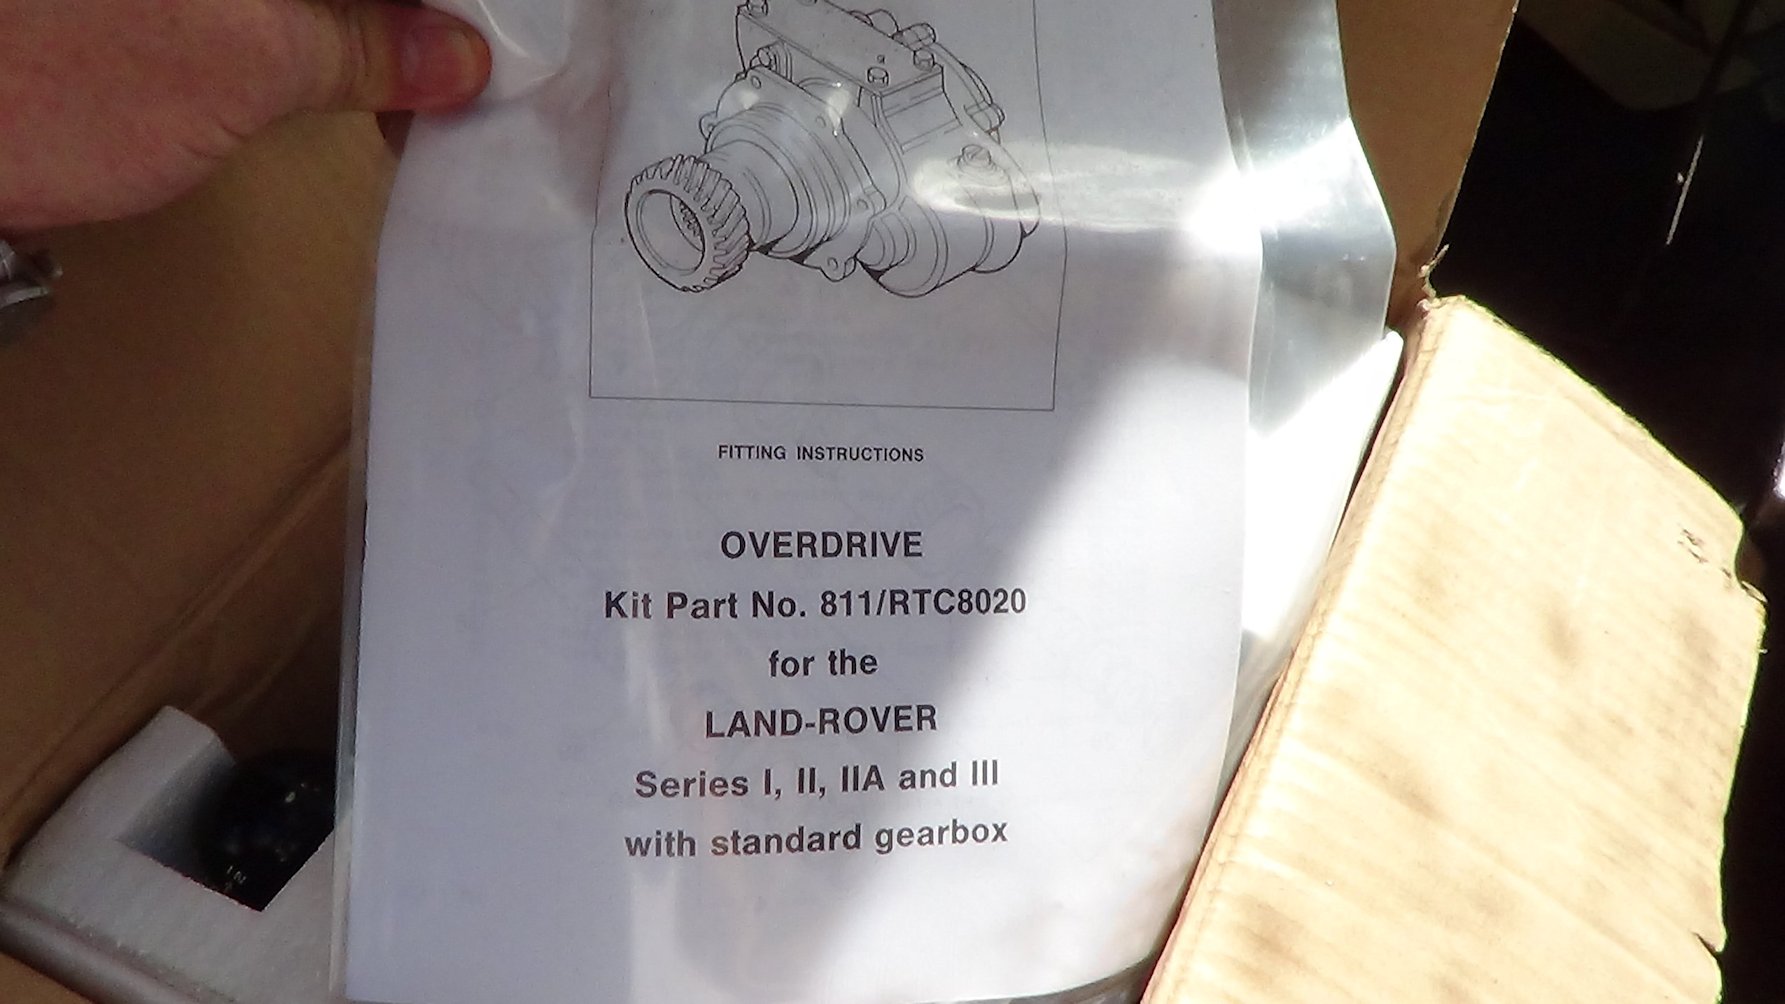 FITTING INSTRUCTIONS
OVERDRIVE
Kit Part No. 811/RTC8020
for the
LAND-ROVER
Series I, II, IIA and III
with standard gearbox